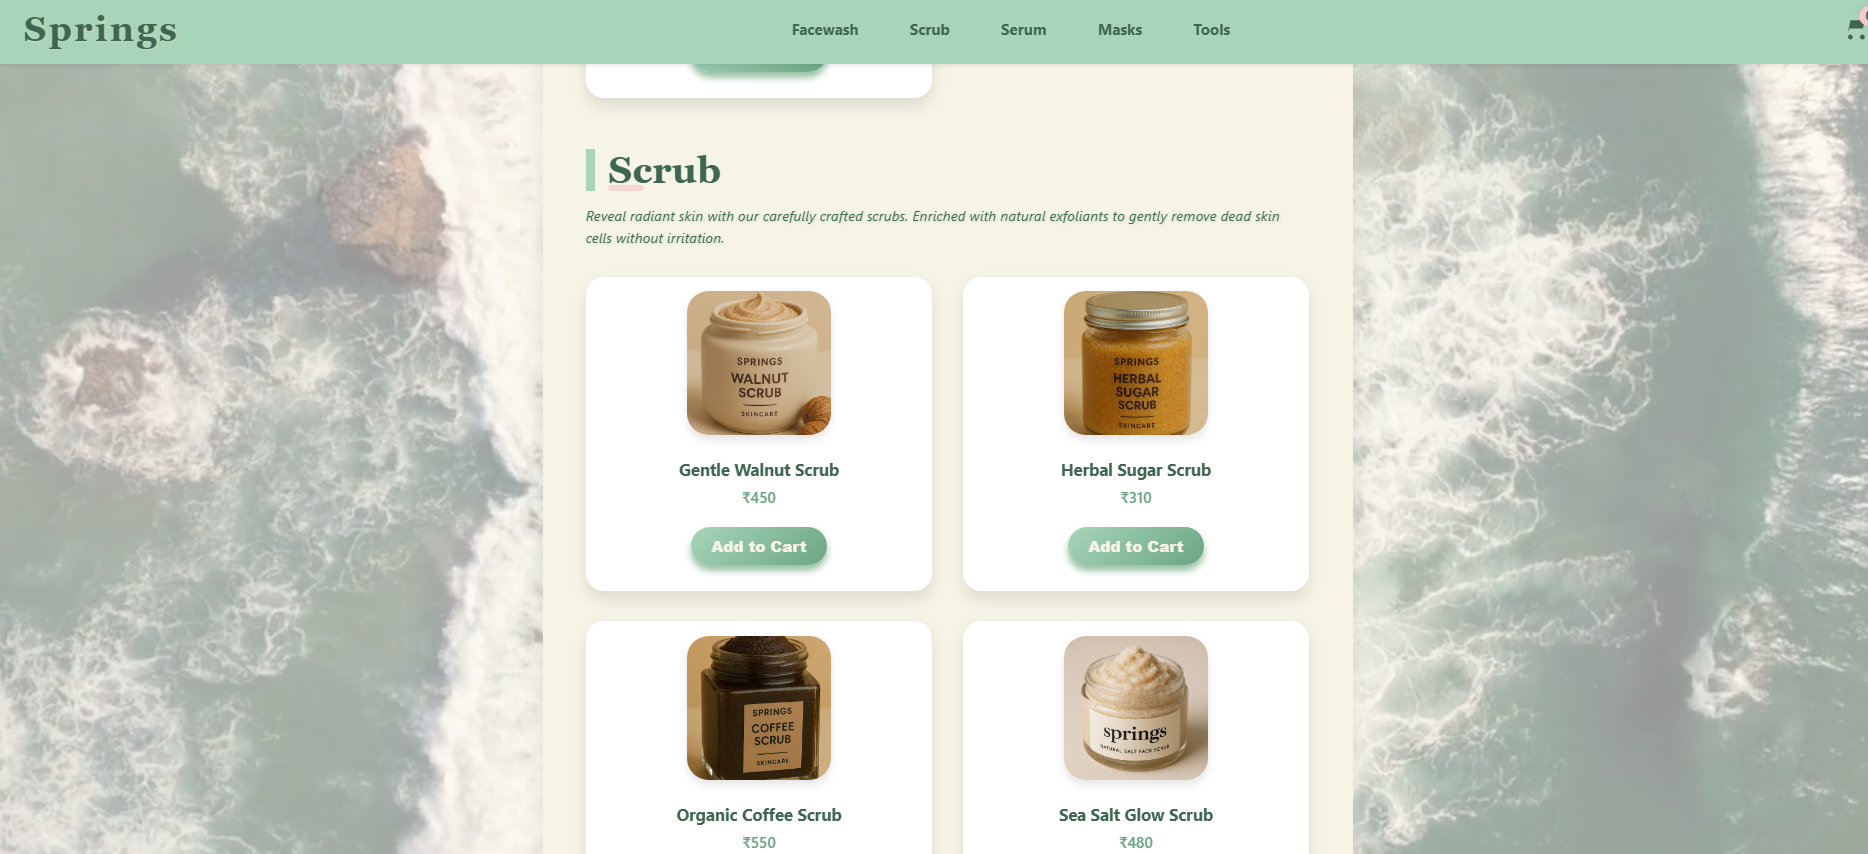 Springs
Facewash Scrub Serum Masks Tools
Scrub
Reveal radiant skin with our carefully crafted scrubs. Enriched with natural exfoliants to gently remove dead skin
cells without irritation.
SPRINGS
WALNUT
SCRUB
SKINCARE
Gentle Walnut Scrub
₹450
Add to Cart
SPRINGS
HERBAL
SUGAR
SCRUB
SKINCARE
Herbal Sugar Scrub
₹310
Add to Cart
SPRINGS
COFFEE
SCRUB
SKINCARE
Organic Coffee Scrub
₹550
springs
NATURAL SALT FACE SCRUB
Sea Salt Glow Scrub
₹480